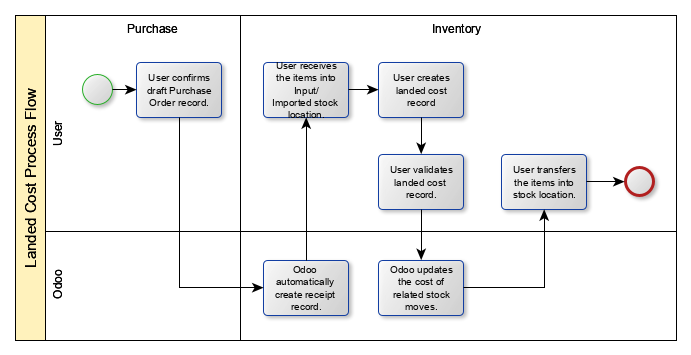 Purchase
Inventory
Landed Cost Process Flow
User
User confirms
draft Purchase
Order record.
User receives
the items into
Input/
Imported stock
location.
User creates
landed cost
record
User validates
landed cost
record.
User transfers
the items into
stock location.
Odoo
Odoo
automatically
create receipt
record.
Odoo updates
the cost of
related stock
moves.